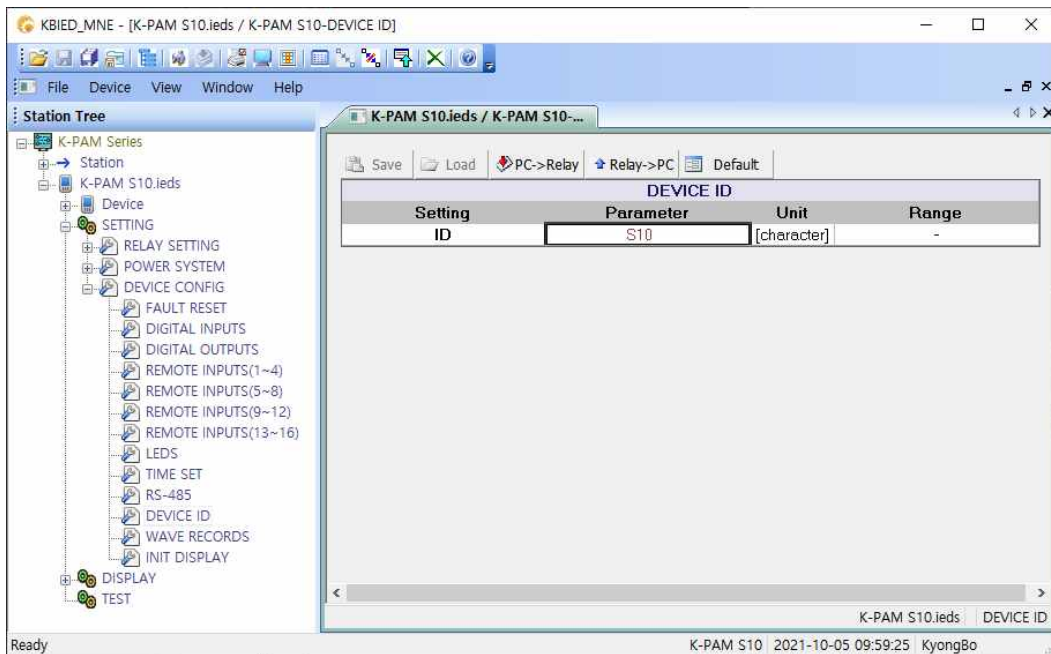 KBIED_MNE - [K-PAM S10.ieds / K-PAM S10-DEVICE ID]
File Device View Window Help
Station Tree
K-PAM Series
Station
K-PAM S10.ieds
Device
SETTING
RELAY SETTING
POWER SYSTEM
DEVICE CONFIG
FAULT RESET
DIGITAL INPUTS
DIGITAL OUTPUTS
REMOTE INPUTS(1~4)
REMOTE INPUTS(5~8)
REMOTE INPUTS(9~12)
REMOTE INPUTS(13~16)
LEDS
TIME SET
RS-485
DEVICE ID
WAVE RECORDS
INIT DISPLAY
DISPLAY
TEST
K-PAM S10.ieds / K-PAM S10-...
Save Load PC->Relay Relay->PC Default
DEVICE ID
Setting Parameter Unit Range
ID S10 [character] -
K-PAM S10.ieds DEVICE ID
Ready K-PAM S10 2021-10-05 09:59:25 KyongBo